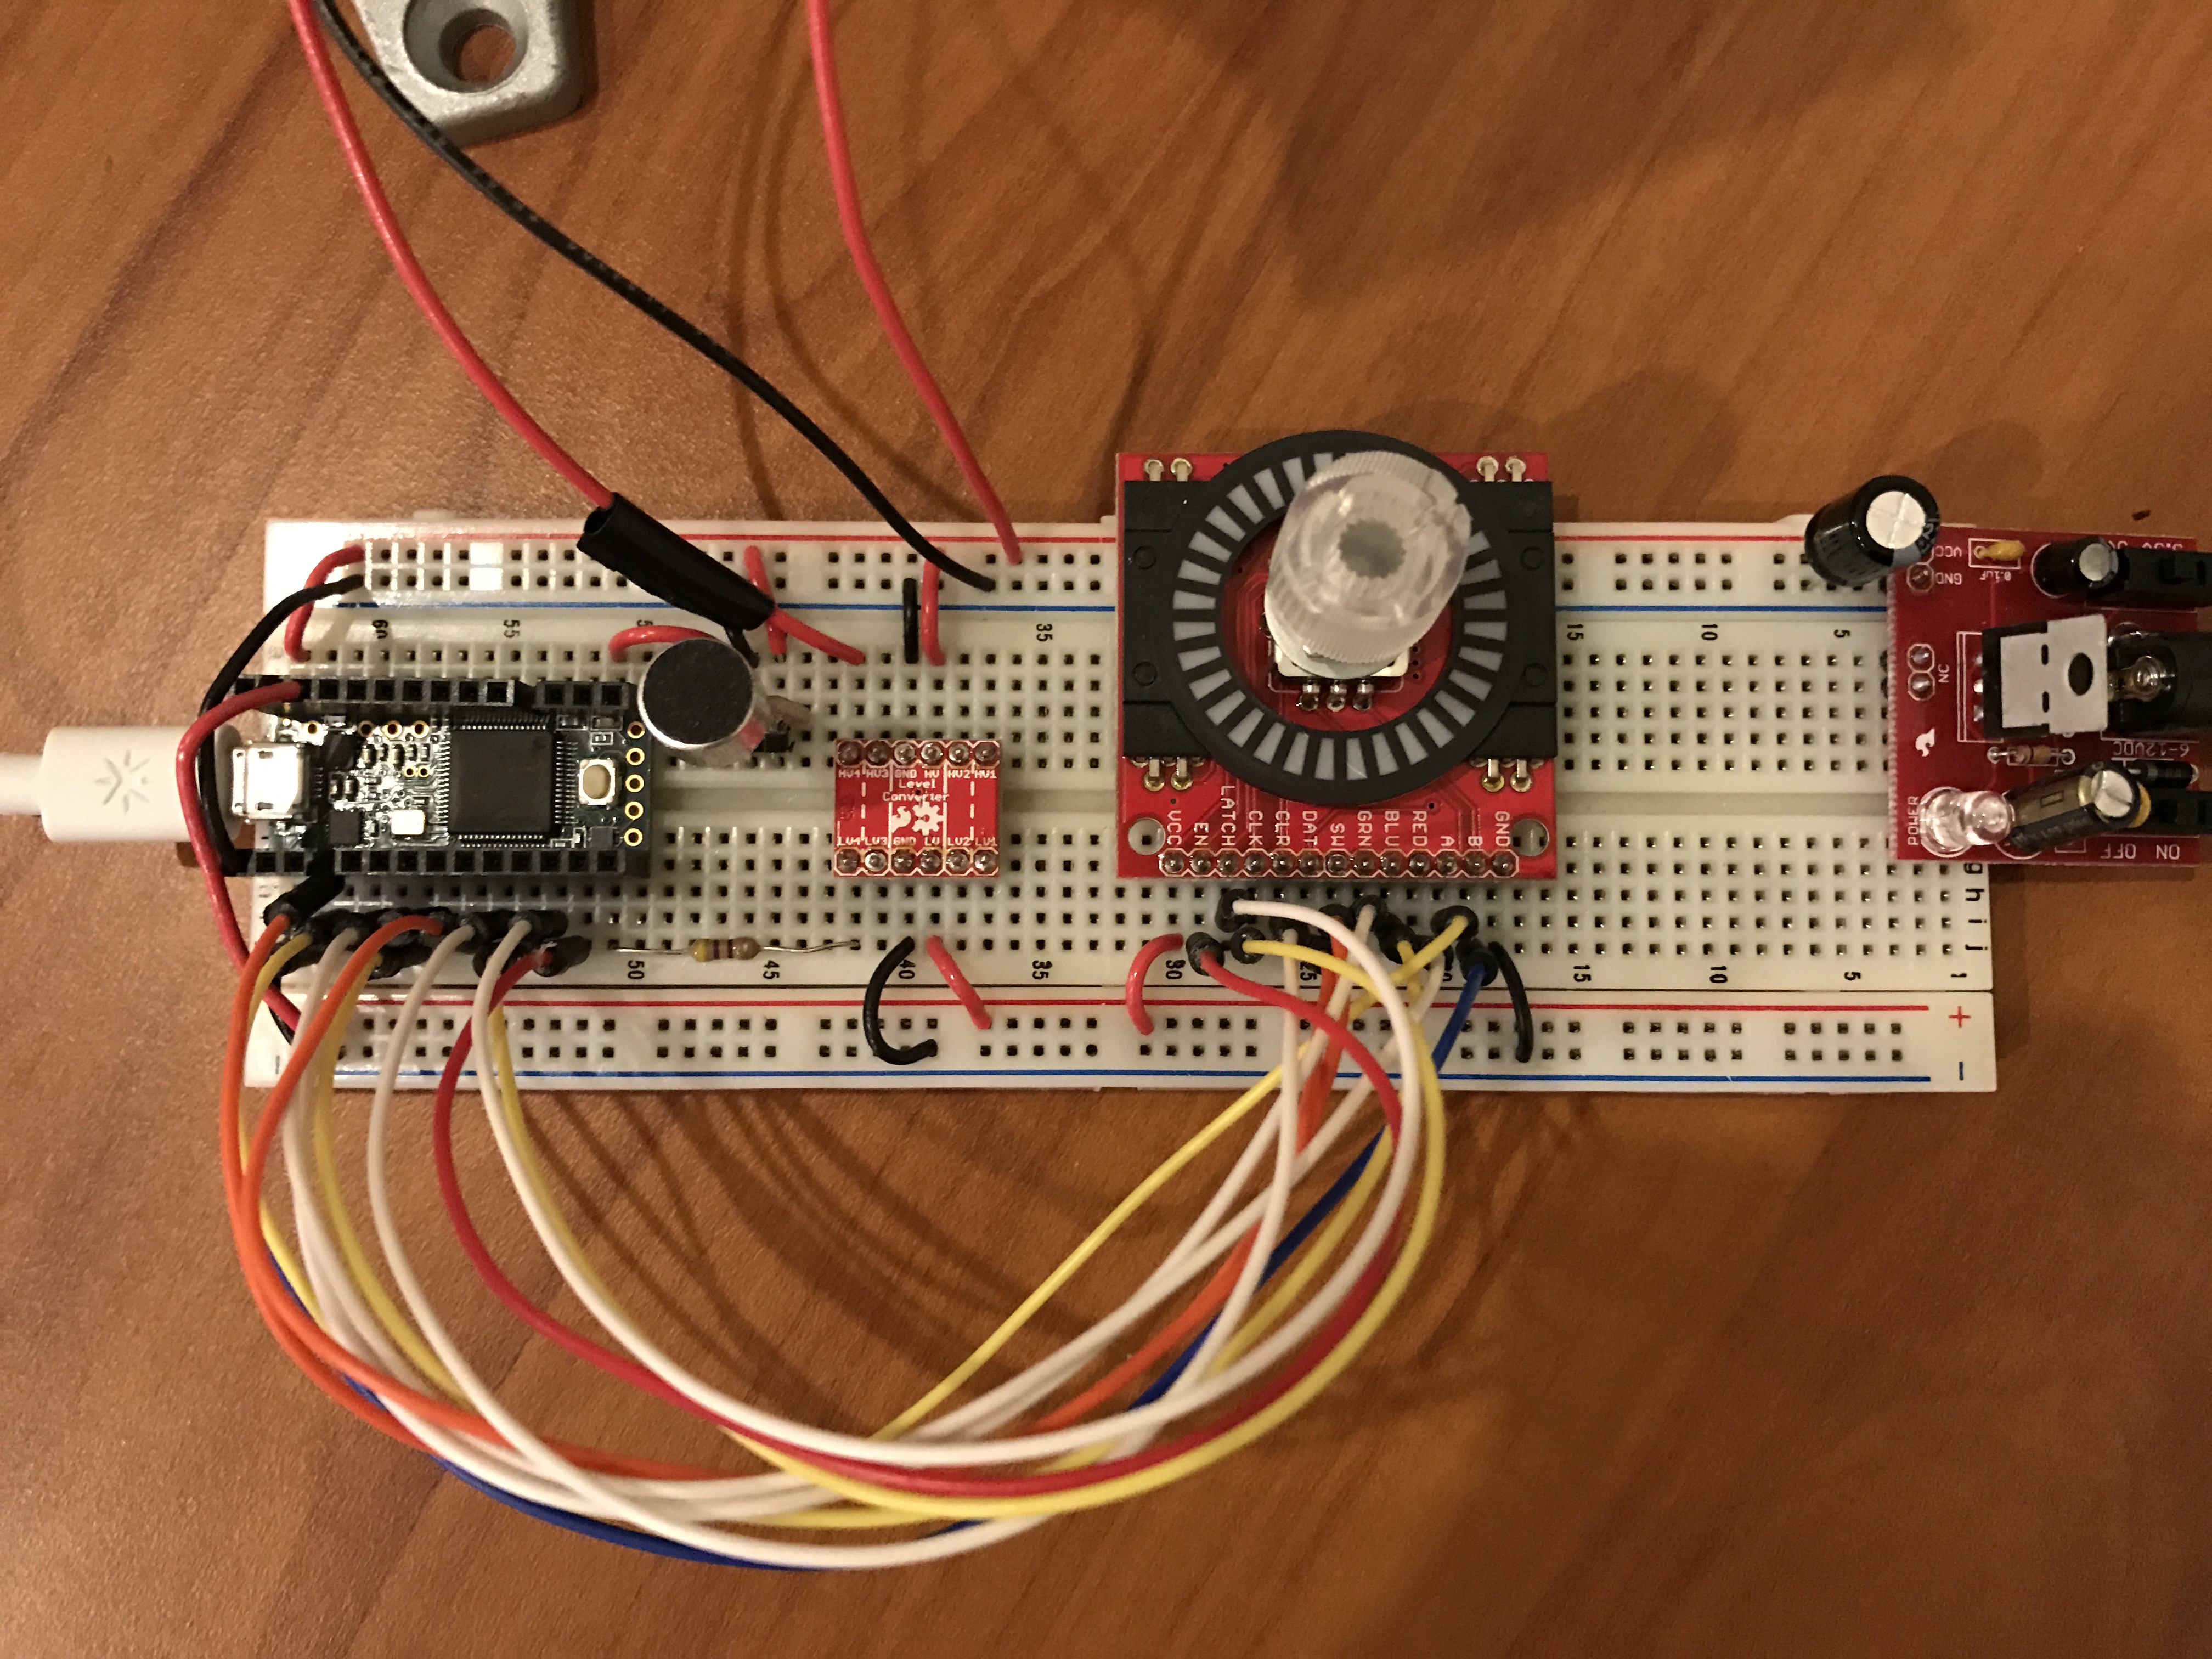 60
55
35
15
10
5
VCC
GND
0.1uF
NC
6-12VDC
POWER
ON OFF
HV4 HV3 GND HV HV2 HV1
Level
Converter
LV4 LV3 GND LV LV2 LV1
VCC
EN
LATCH
CLK
CLR
DAT
SW
GRN
BLU
RED
A
B
GND
g
h
i
j
50
45
40
35
30
25
15
10
5
1
+
-
-